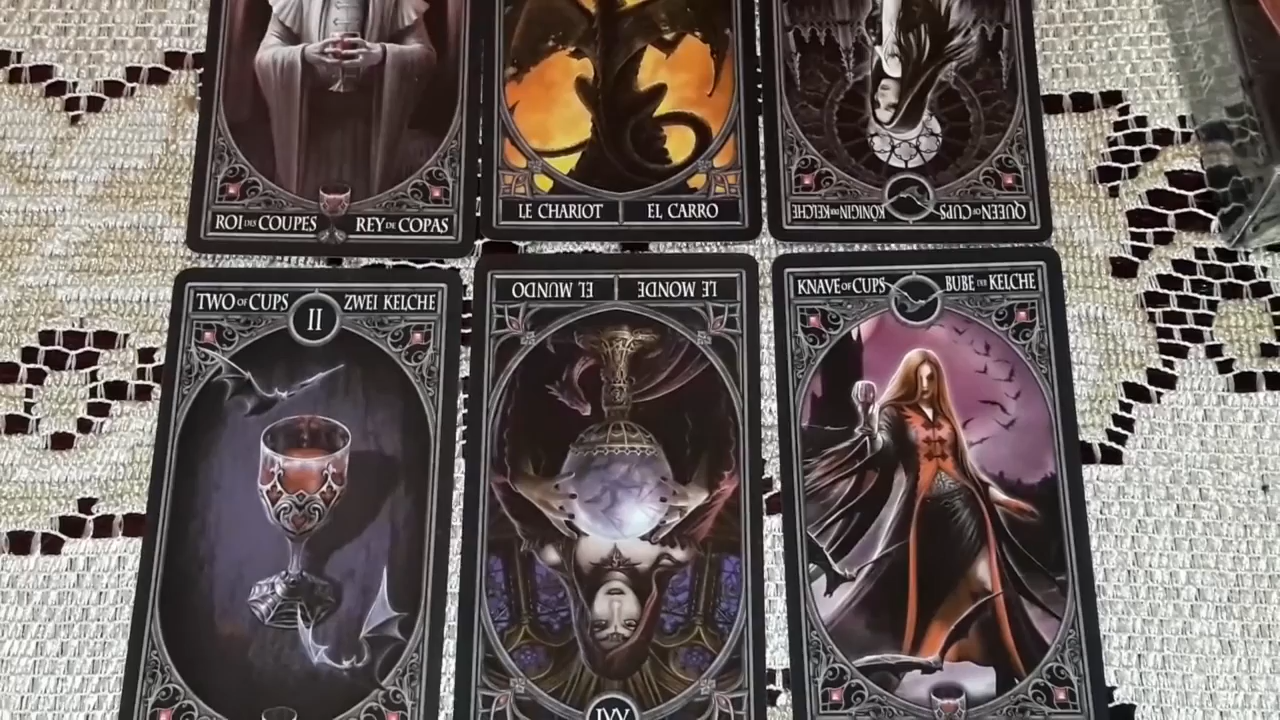 ROI DES COUPES REY DE COPAS
LE CHARIOT EL CARRO
QUEEN OF CUPS KÖNIGIN DER KELCHE
TWO OF CUPS II ZWEI KELCHE
LE MONDE EL MUNDO
KNAVE OF CUPS BUBE DER KELCHE